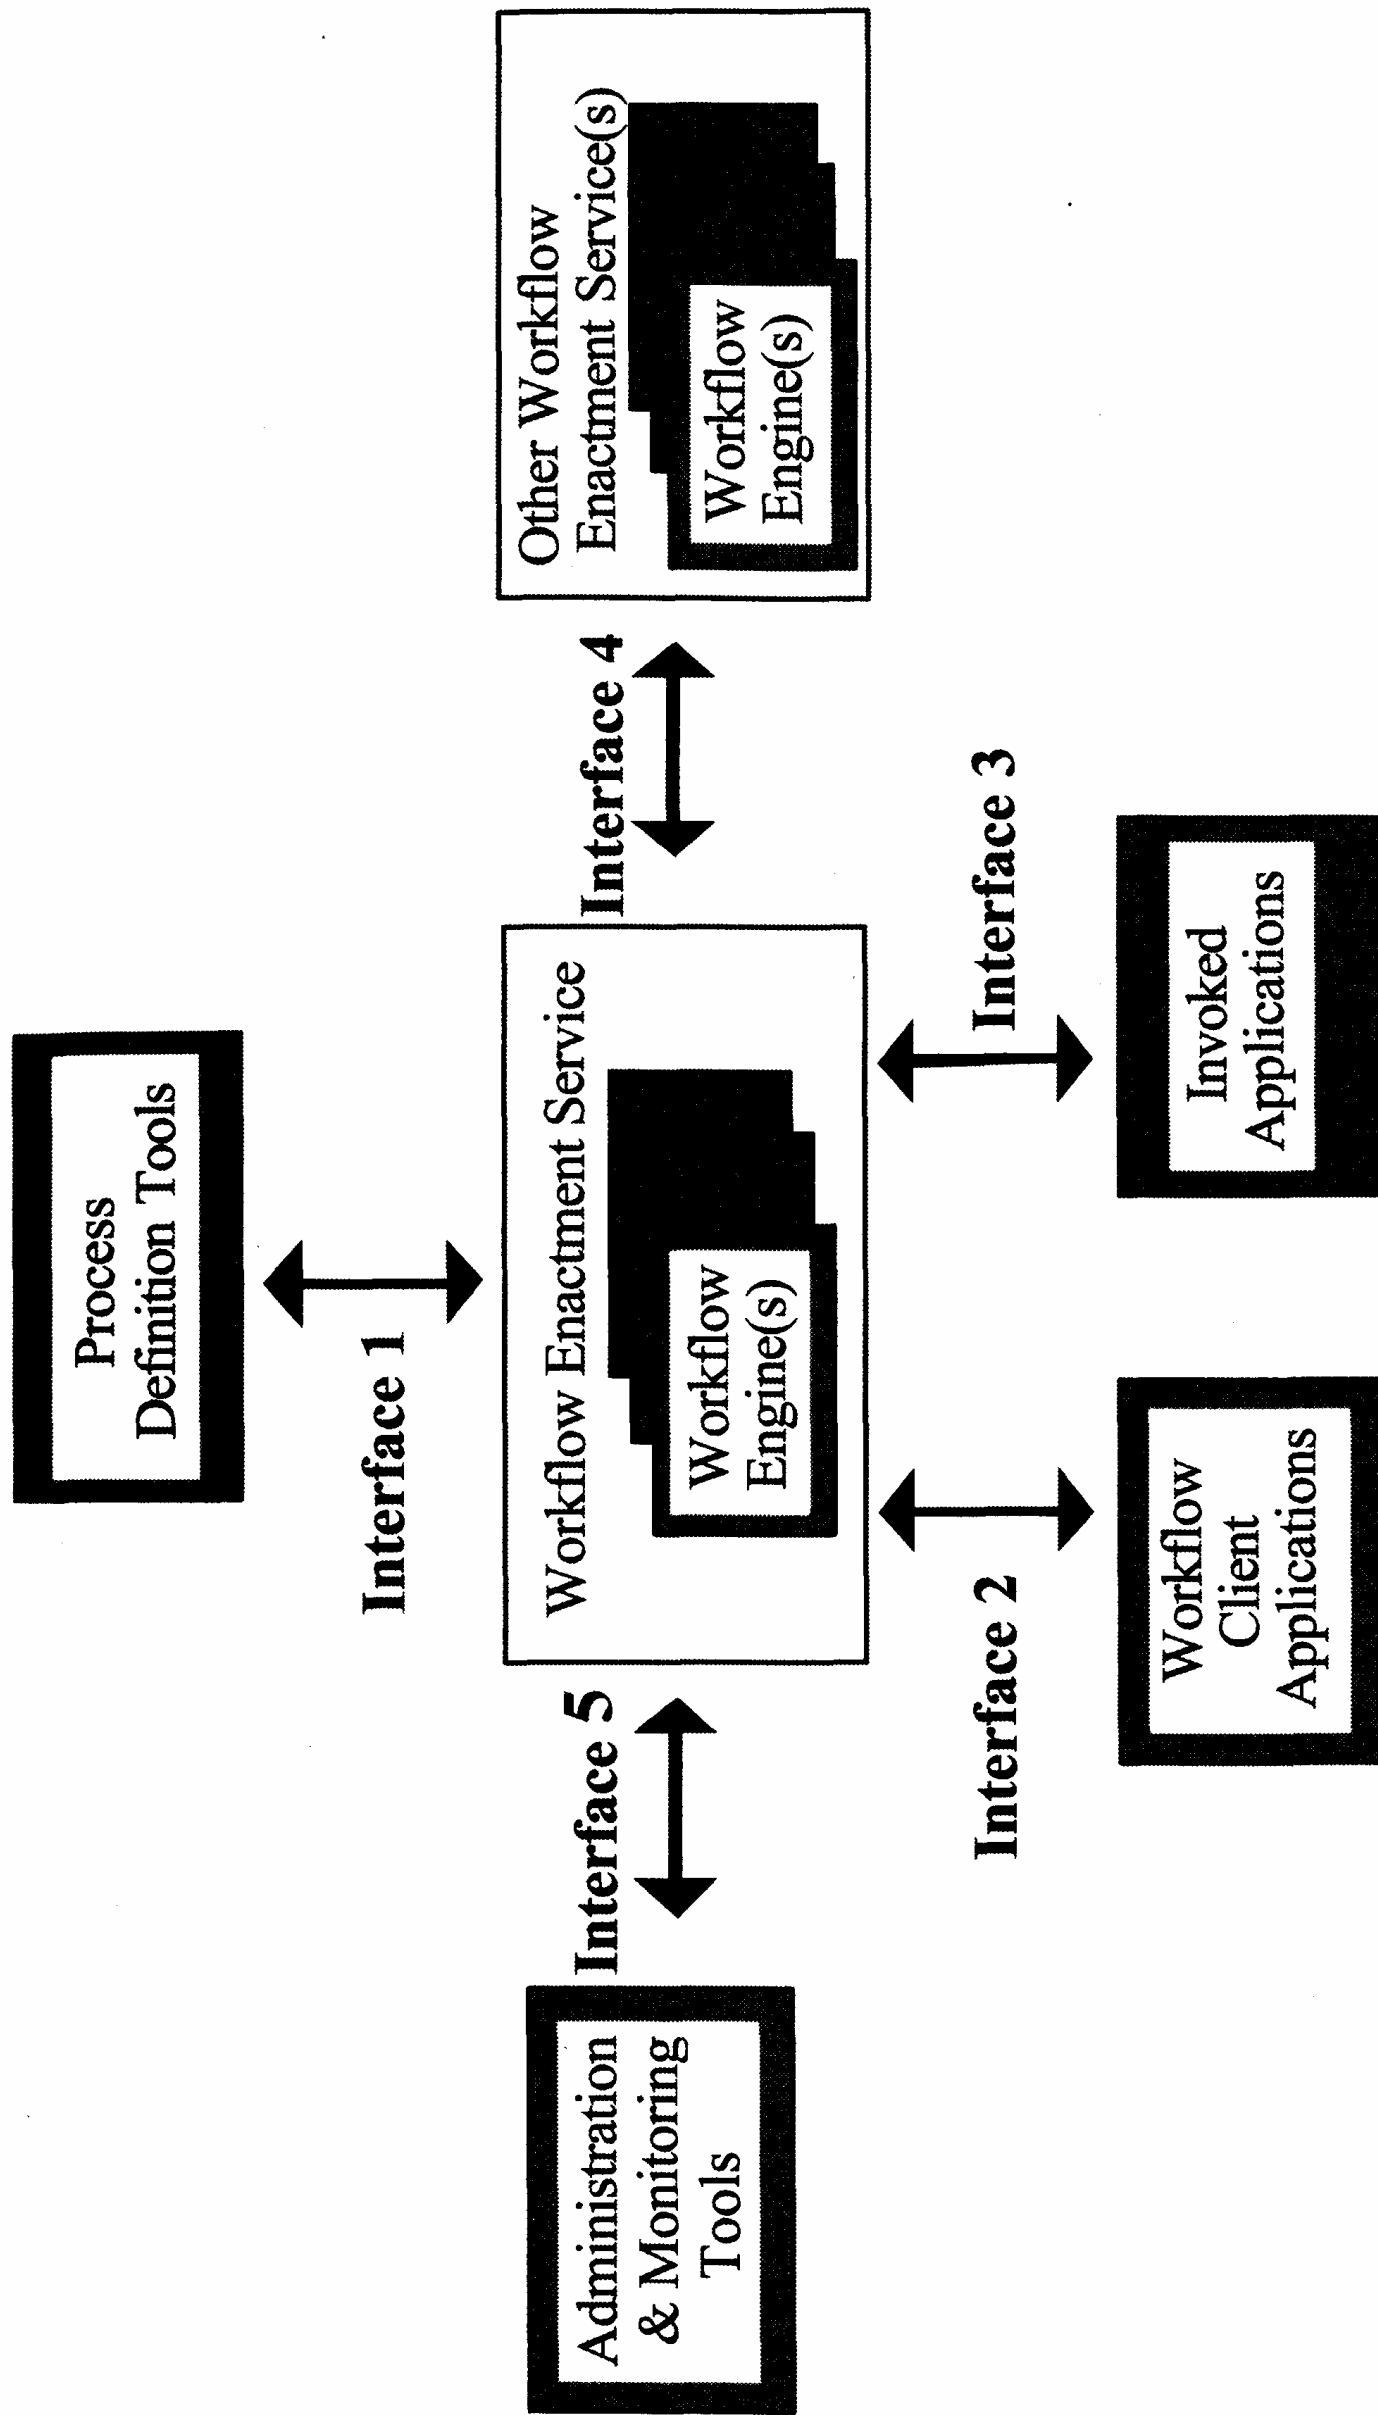 Process
Definition Tools
Interface 1
Workflow Enactment Service
Workflow
Engine(s)
Interface 5
Administration
& Monitoring
Tools
Interface 4
Other Workflow
Enactment Service(s)
Workflow
Engine(s)
Interface 2
Workflow
Client
Applications
Interface 3
Invoked
Applications